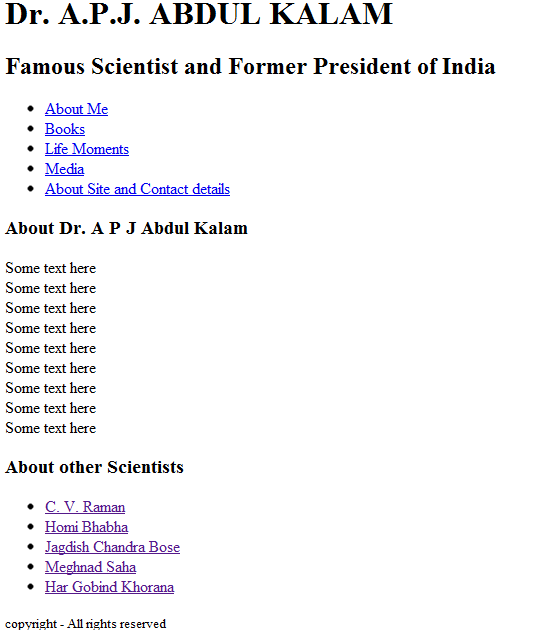 Dr. A.P.J. ABDUL KALAM
Famous Scientist and Former President of India
About Me
Books
Life Moments
Media
About Site and Contact details
About Dr. A P J Abdul Kalam
Some text here
Some text here
Some text here
Some text here
Some text here
Some text here
Some text here
Some text here
Some text here
About other Scientists
C. V. Raman
Homi Bhabha
Jagdish Chandra Bose
Meghnad Saha
Har Gobind Khorana
copyright - All rights reserved